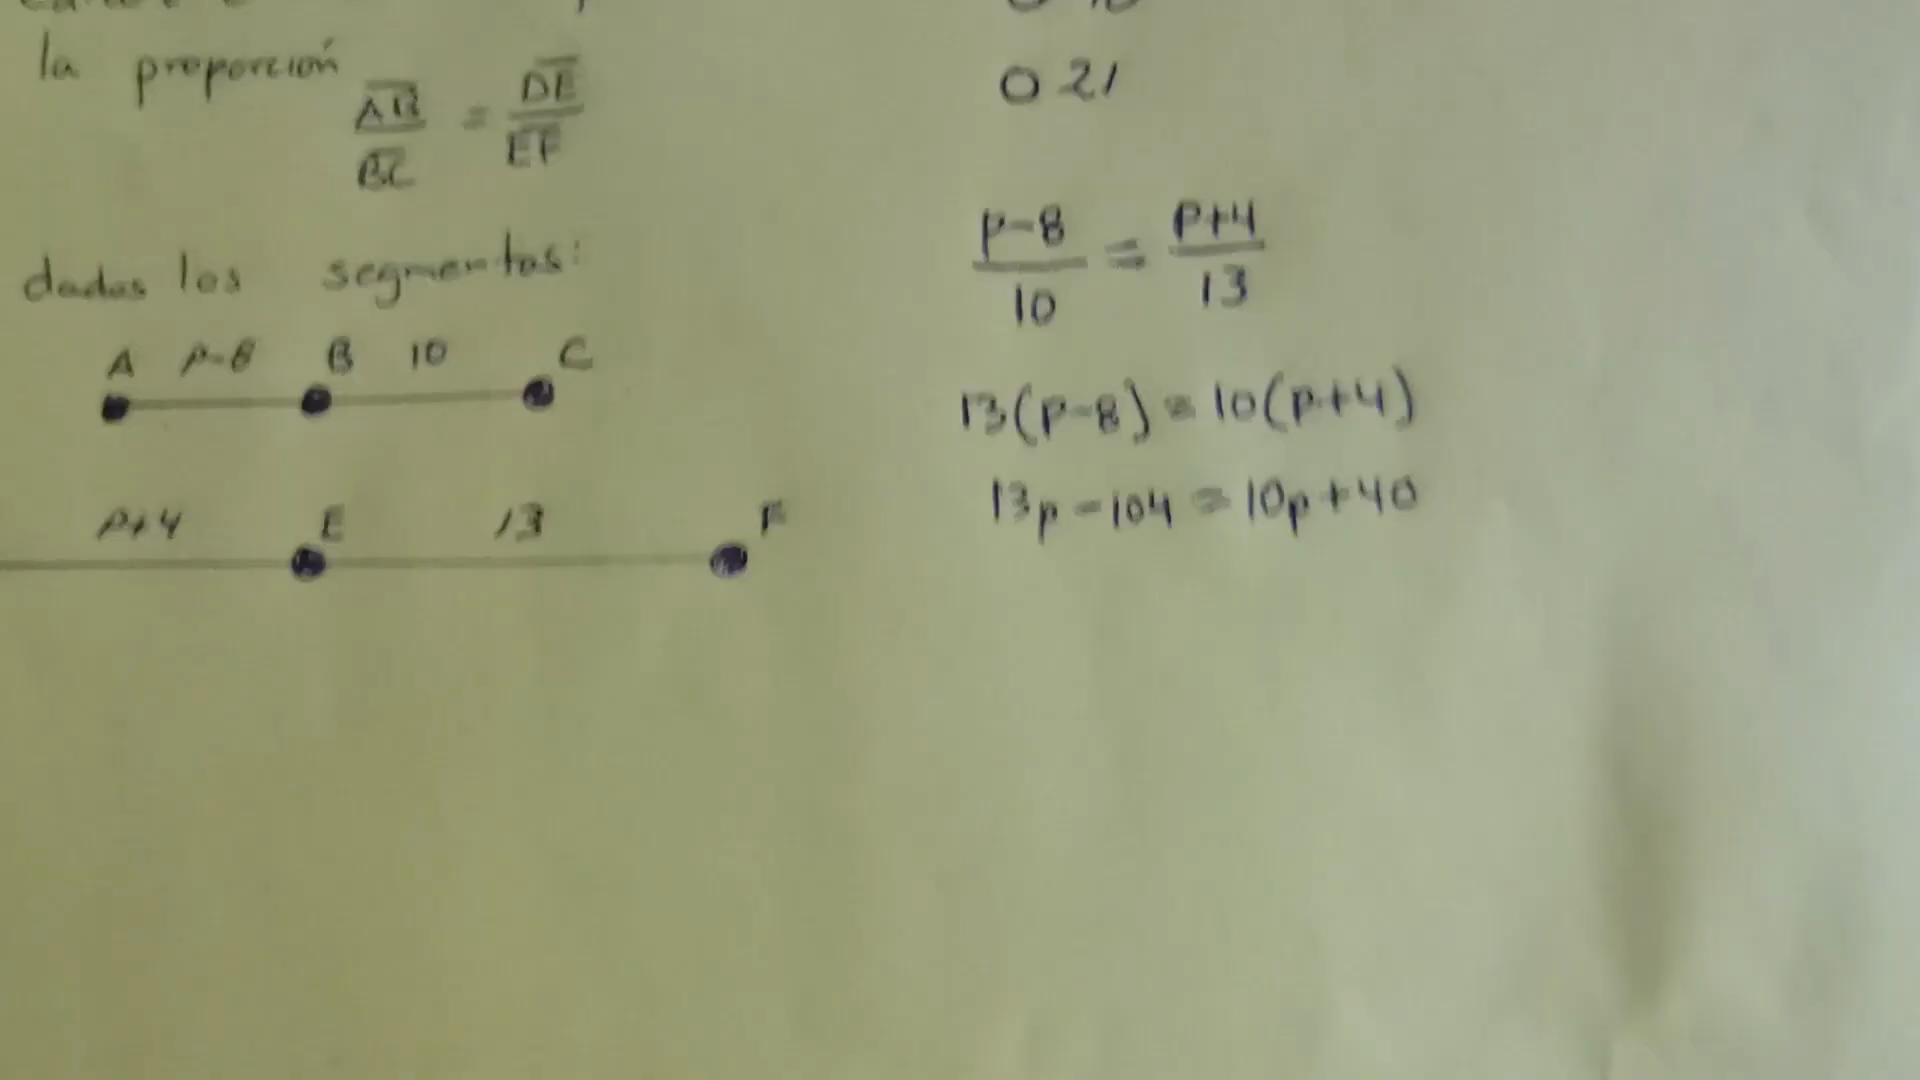 la proporción
AB/BC = DE/EF
dados los segmentos:
A p-8 B 10 C
p+4 E 13 F
O 21
p-8/10 = p+4/13
13(p-8) = 10(p+4)
13p - 104 = 10p + 40